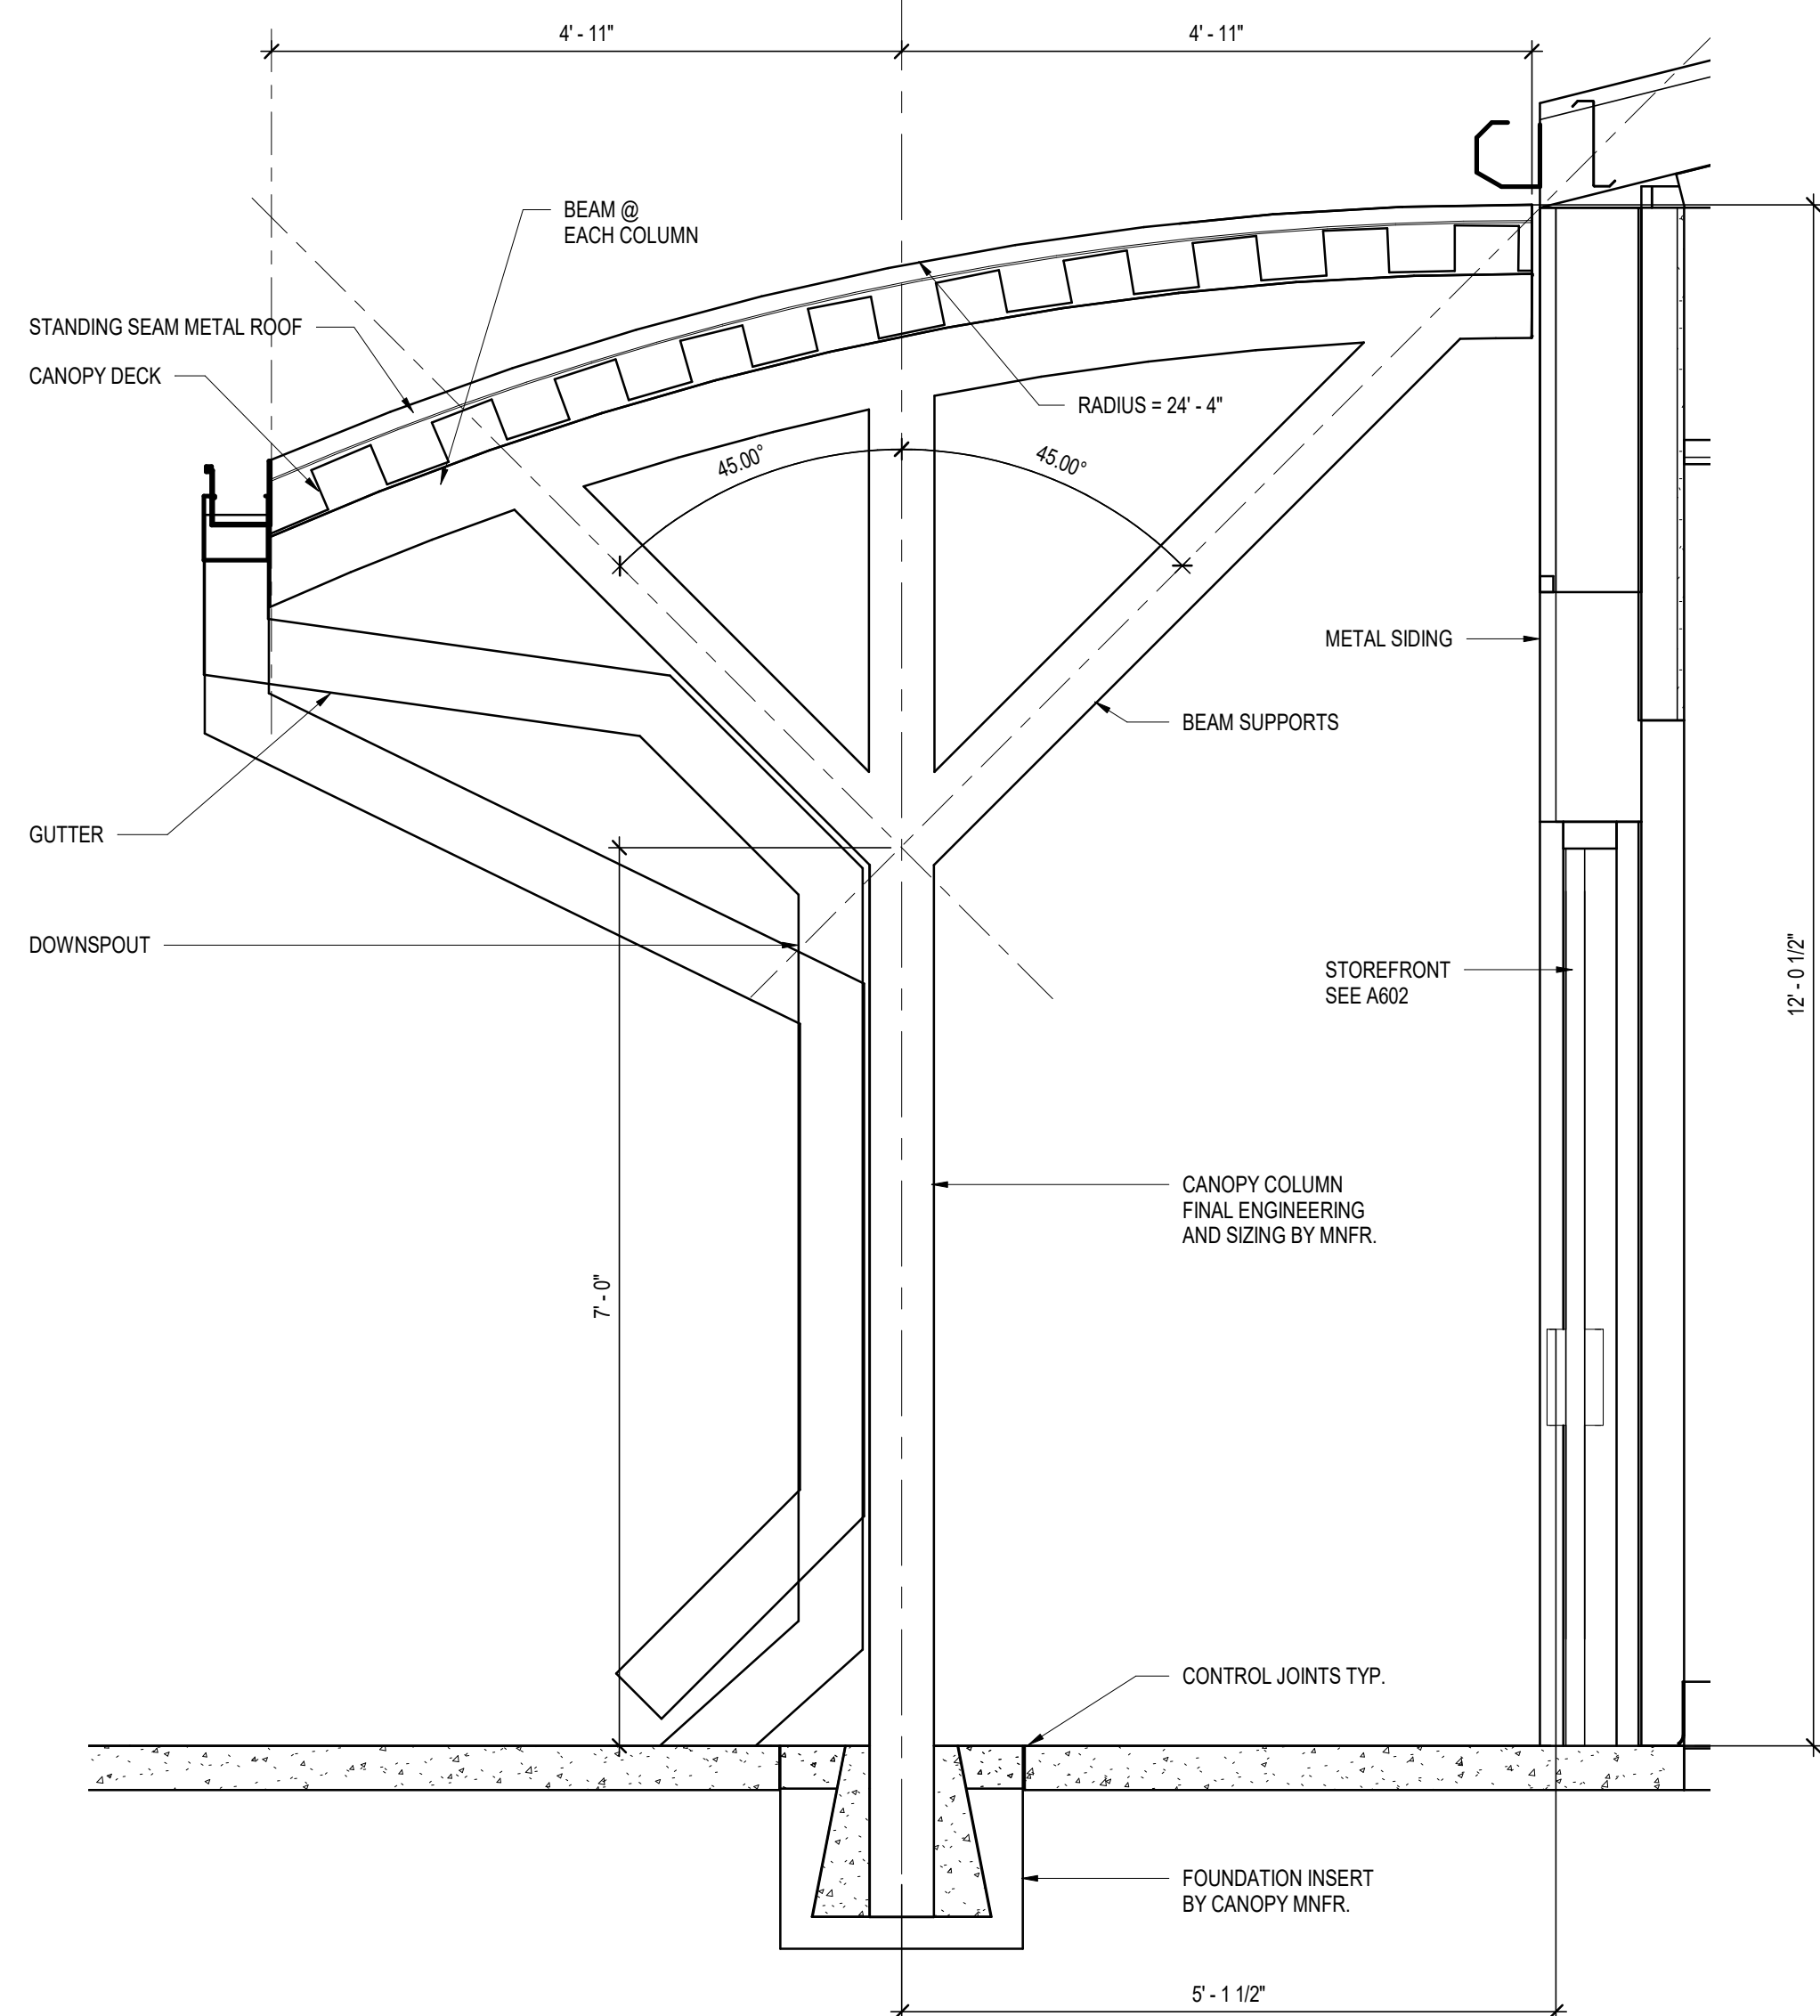 4' - 11"
4' - 11"
BEAM @
EACH COLUMN
STANDING SEAM METAL ROOF
CANOPY DECK
RADIUS = 24' - 4"
45.00°
45.00°
METAL SIDING
BEAM SUPPORTS
GUTTER
DOWNSPOUT
STOREFRONT
SEE A602
12' - 0 1/2"
CANOPY COLUMN
FINAL ENGINEERING
AND SIZING BY MNFR.
7' - 0"
CONTROL JOINTS TYP.
FOUNDATION INSERT
BY CANOPY MNFR.
5' - 1 1/2"